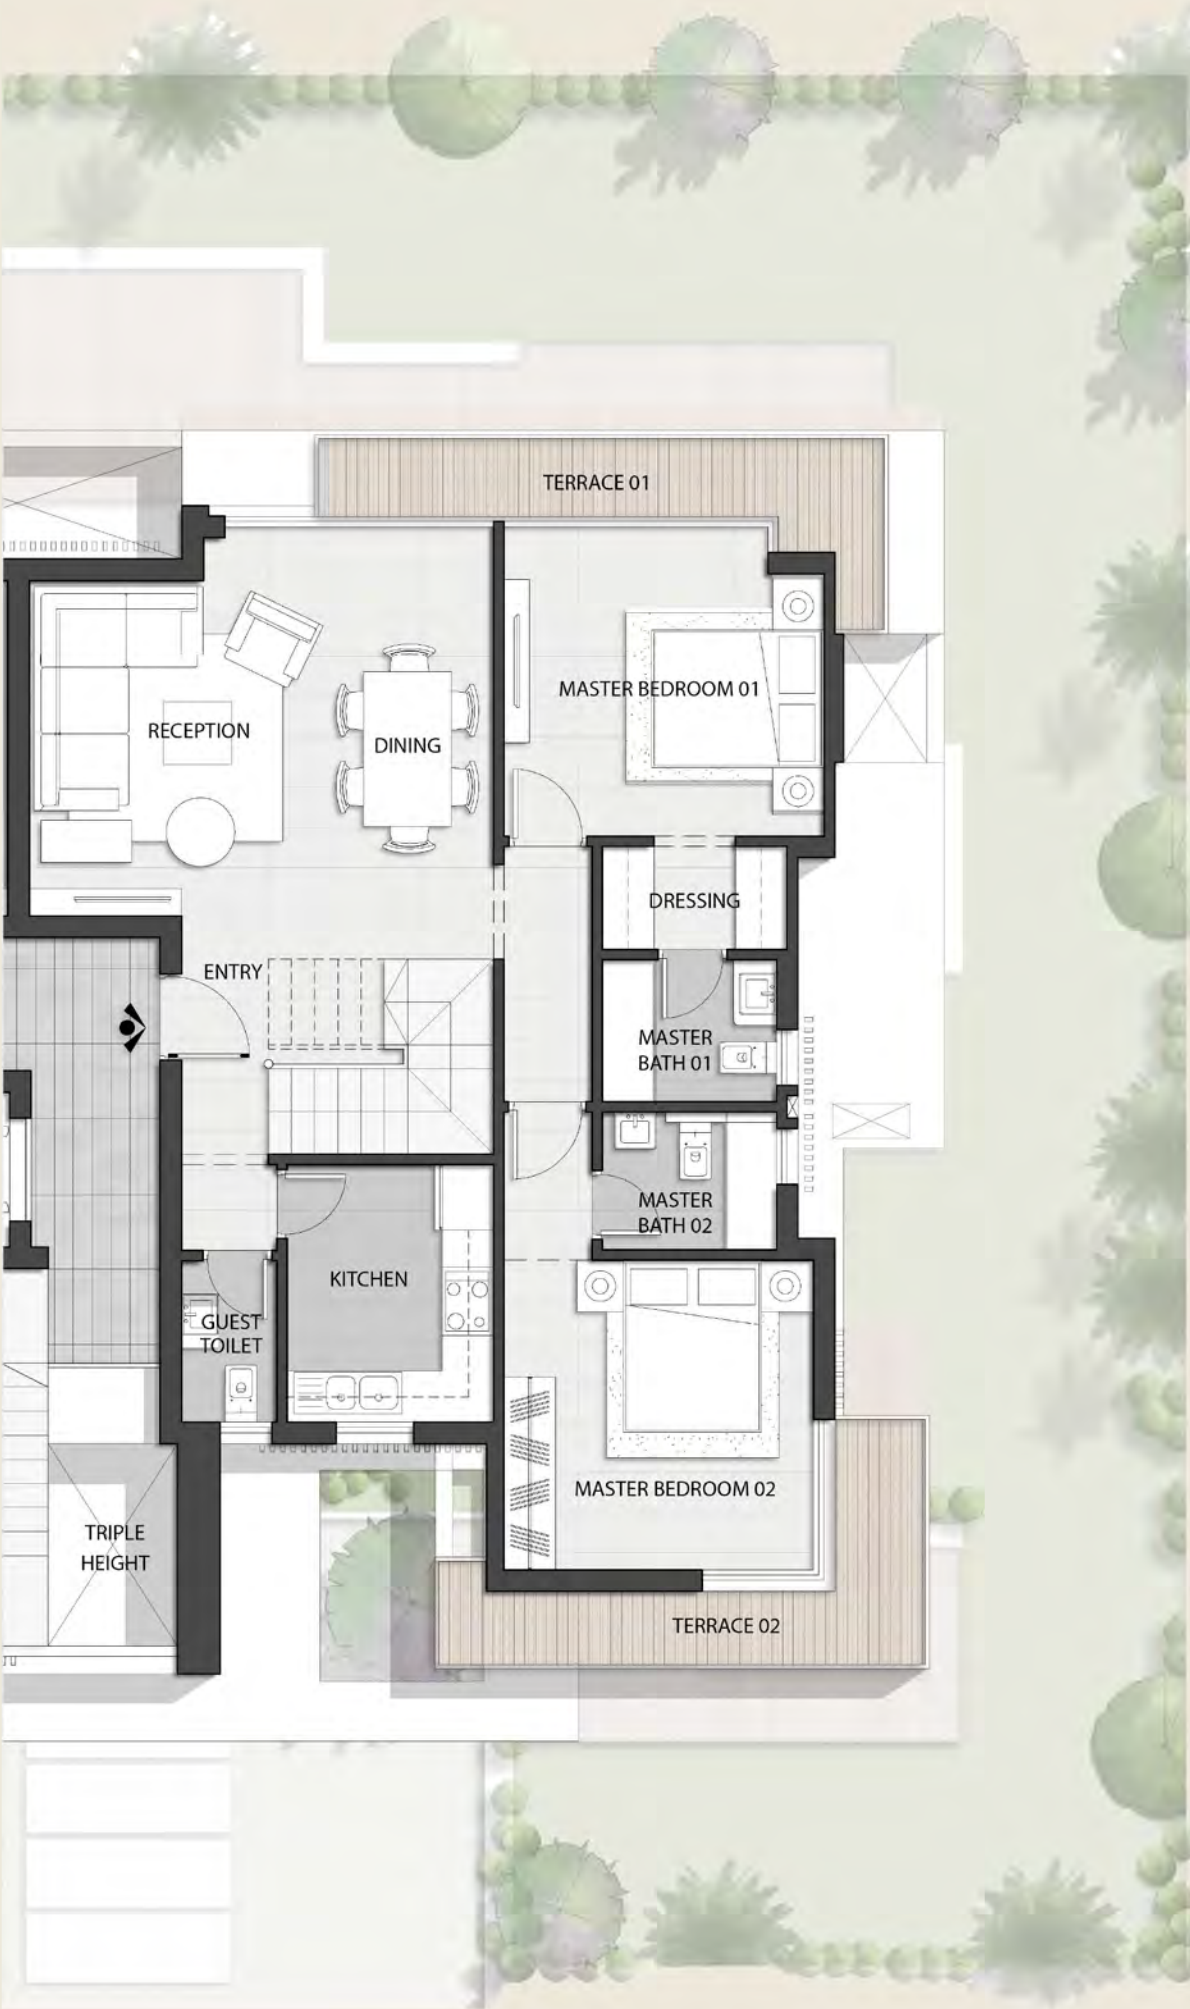 TERRACE 01
MASTER BEDROOM 01
RECEPTION
DINING
DRESSING
ENTRY
MASTER
BATH 01
MASTER
BATH 02
KITCHEN
GUEST
TOILET
MASTER BEDROOM 02
TRIPLE
HEIGHT
TERRACE 02